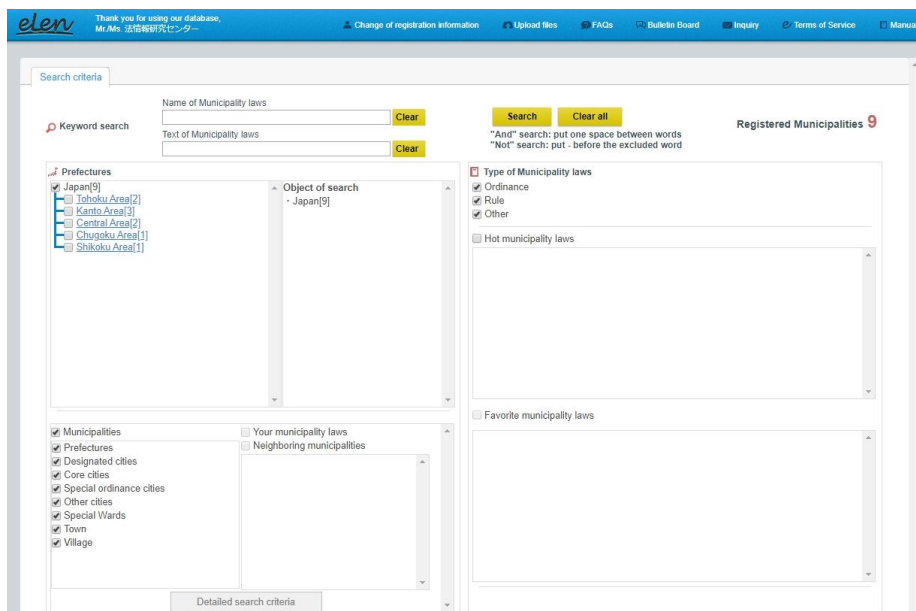 elen
Thank you for using our database,
Mr./Ms. 法情報研究センター
Change of registration information
Upload files
FAQs
Bulletin Board
Inquiry
Terms of Service
Manua
Search criteria
Keyword search
Name of Municipality laws
Clear
Text of Municipality laws
Clear
Search
Clear all
"And" search: put one space between words
"Not" search: put - before the excluded word
Registered Municipalities 9
Prefectures
Japan[9]
Tohoku Area[2]
Kanto Area[3]
Central Area[2]
Chugoku Area[1]
Shikoku Area[1]
Object of search
・Japan[9]
Type of Municipality laws
Ordinance
Rule
Other
Hot municipality laws
Favorite municipality laws
Municipalities
Prefectures
Designated cities
Core cities
Special ordinance cities
Other cities
Special Wards
Town
Village
Your municipality laws
Neighboring municipalities
Detailed search criteria